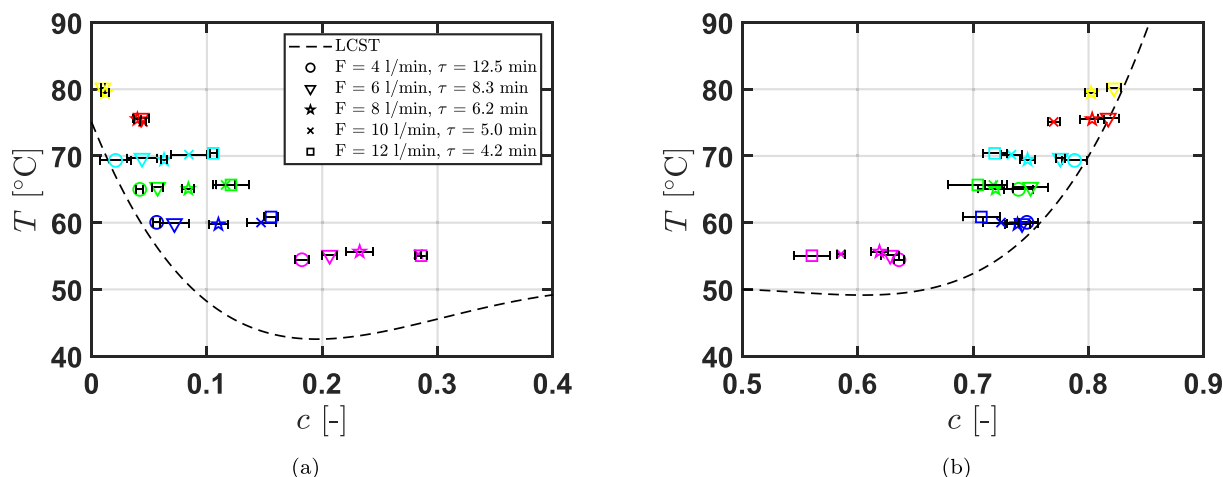 90
80
70
60
50
40
T [°C]
0
0.1
0.2
0.3
0.4
c [-]
LCST
F = 4 l/min, τ = 12.5 min
F = 6 l/min, τ = 8.3 min
F = 8 l/min, τ = 6.2 min
F = 10 l/min, τ = 5.0 min
F = 12 l/min, τ = 4.2 min
(a)
90
80
70
60
50
40
T [°C]
0.5
0.6
0.7
0.8
0.9
c [-]
(b)